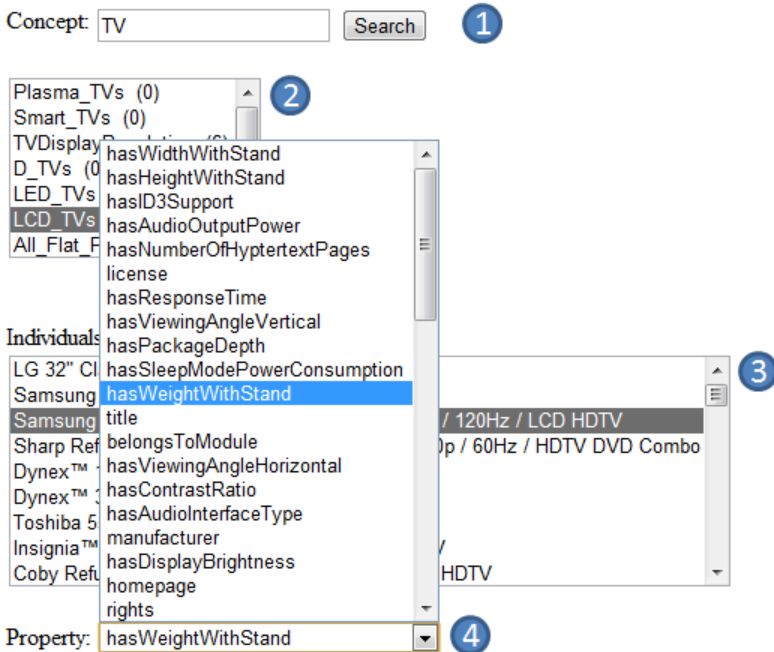 Concept: TV Search 1
Plasma_TVs (0) 2
Smart_TVs (0)
D_TVs (0
LED_TVs
LCD_TVs
All_Flat_F
hasWidthWithStand
hasHeightWithStand
hasID3Support
hasAudioOutputPower
hasNumberOfHyptertextPages
license
hasResponseTime
hasViewingAngleVertical
hasPackageDepth
hasSleepModePowerConsumption
hasWeightWithStand
title
belongsToModule
hasViewingAngleHorizontal
hasContrastRatio
hasAudioInterfaceType
manufacturer
hasDisplayBrightness
homepage
rights
Individuals
3
LG 32" Cl
Samsung
Samsung / 120Hz / LCD HDTV
Sharp Ref 0p / 60Hz / HDTV DVD Combo
Dynex™
Dynex™
Toshiba 5
Insignia™
Coby Refu HDTV
Property: hasWeightWithStand 4